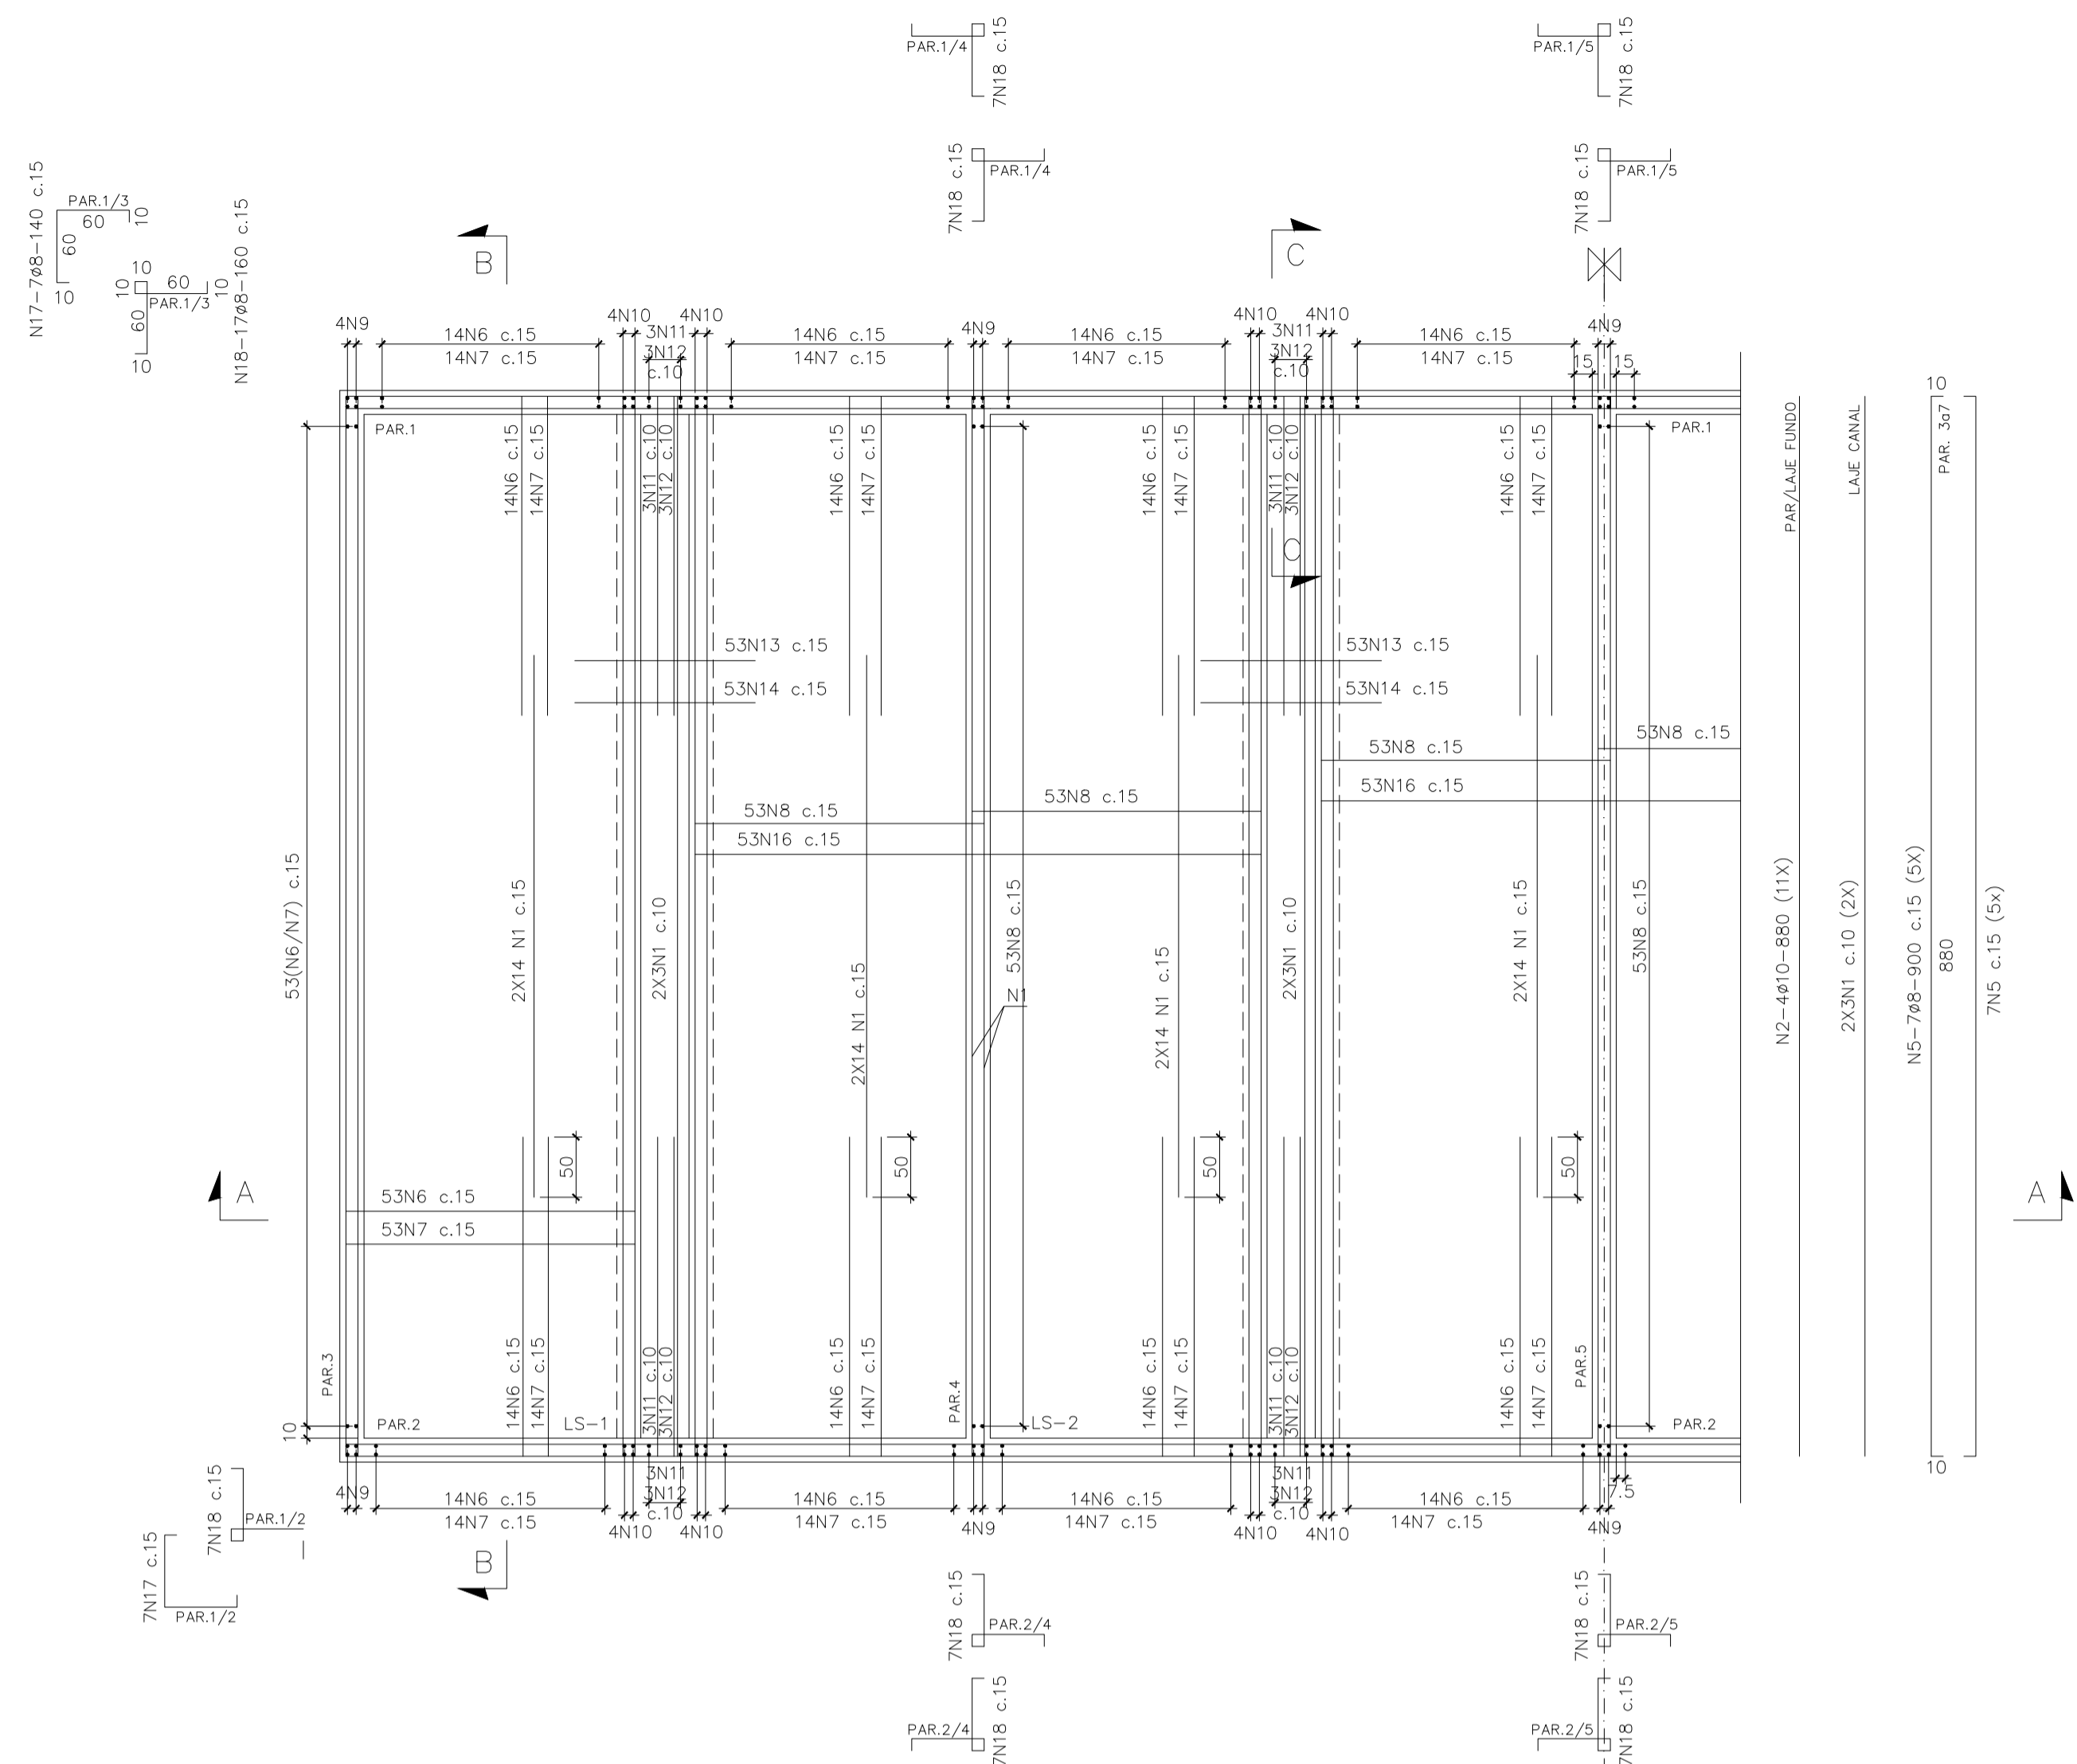 PAR.1/4
7N18 c.15
PAR.1/5
7N18 c.15
7N18 c.15
PAR.1/4
7N18 c.15
PAR.1/5
N17-7ø8-140 c.15
PAR.1/3
60
10
60
10
10
10
60
PAR.1/3
10
60
10
N18-17ø8-160 c.15
B
C
4N9
14N6 c.15
14N7 c.15
4N10
3N11
3N12
c.10
4N10
14N6 c.15
14N7 c.15
4N9
14N6 c.15
14N7 c.15
4N10
3N11
3N12
c.10
4N10
14N6 c.15
14N7 c.15
4N9
15
15
10
PAR.1
14N6 c.15
14N7 c.15
3N11 c.10
3N12 c.10
14N6 c.15
14N7 c.15
14N6 c.15
14N7 c.15
3N11 c.10
3N12 c.10
14N6 c.15
14N7 c.15
PAR.1
PAR/LAJE FUNDO
LAJE CANAL
PAR. 3a7
C
53N13 c.15
53N14 c.15
53N13 c.15
53N14 c.15
53N8 c.15
53N8 c.15
53N16 c.15
53N8 c.15
53N8 c.15
53N16 c.15
53(N6/N7) c.15
2X14 N1 c.15
2X3N1 c.10
2X14 N1 c.15
53N8 c.15
N1
2X14 N1 c.15
2X3N1 c.10
2X14 N1 c.15
53N8 c.15
N2-4ø10-880 (11X)
2X3N1 c.10 (2X)
N5-7ø8-900 c.15 (5X)
880
7N5 c.15 (5x)
50
50
50
50
A
53N6 c.15
53N7 c.15
A
PAR.3
10
PAR.2
14N6 c.15
14N7 c.15
LS-1
3N11 c.10
3N12 c.10
14N6 c.15
14N7 c.15
PAR.4
LS-2
14N6 c.15
14N7 c.15
3N11 c.10
3N12 c.10
14N6 c.15
14N7 c.15
PAR.5
PAR.2
10
4N9
14N6 c.15
14N7 c.15
4N10
3N11
3N12
c.10
4N10
14N6 c.15
14N7 c.15
4N9
14N6 c.15
14N7 c.15
4N10
3N11
3N12
c.10
4N10
14N6 c.15
14N7 c.15
4N9
7.5
7N18 c.15
PAR.1/2
7N17 c.15
PAR.1/2
B
7N18 c.15
PAR.2/4
7N18 c.15
PAR.2/5
PAR.2/4
7N18 c.15
PAR.2/5
7N18 c.15